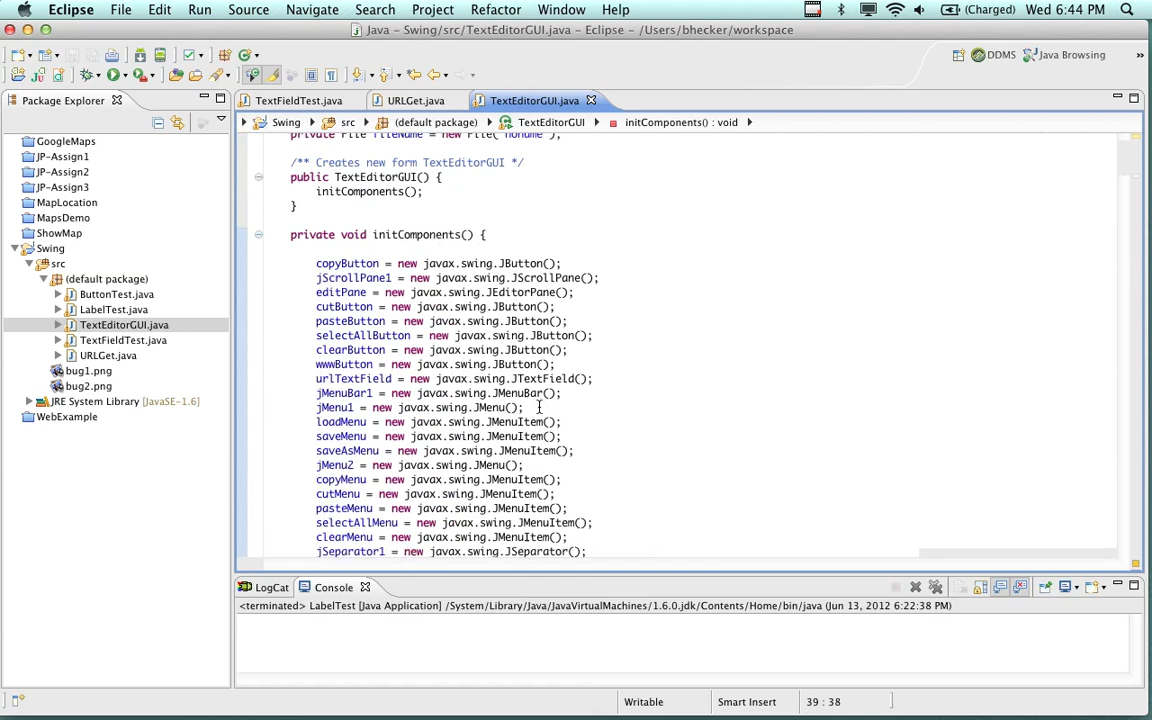 Eclipse File Edit Run Source Navigate Search Project Refactor Window Help (Charged) Wed 6:44 PM
Java – Swing/src/TextEditorGUI.java – Eclipse – /Users/bhecker/workspace
DDMS Java Browsing »
Package Explorer
GoogleMaps
JP-Assign1
JP-Assign2
JP-Assign3
MapLocation
MapsDemo
ShowMap
Swing
src
(default package)
ButtonTest.java
LabelTest.java
TextEditorGUI.java
TextFieldTest.java
URLGet.java
bug1.png
bug2.png
JRE System Library [JavaSE-1.6]
WebExample
TextFieldTest.java URLGet.java TextEditorGUI.java
Swing src (default package) TextEditorGUI initComponents() : void
private File fileName = new File("noname");
/** Creates new form TextEditorGUI */
public TextEditorGUI() {
initComponents();
}
private void initComponents() {
copyButton = new javax.swing.JButton();
jScrollPane1 = new javax.swing.JScrollPane();
editPane = new javax.swing.JEditorPane();
cutButton = new javax.swing.JButton();
pasteButton = new javax.swing.JButton();
selectAllButton = new javax.swing.JButton();
clearButton = new javax.swing.JButton();
wwwButton = new javax.swing.JButton();
urlTextField = new javax.swing.JTextField();
jMenuBar1 = new javax.swing.JMenuBar();
jMenu1 = new javax.swing.JMenu();
loadMenu = new javax.swing.JMenuItem();
saveMenu = new javax.swing.JMenuItem();
saveAsMenu = new javax.swing.JMenuItem();
jMenu2 = new javax.swing.JMenu();
copyMenu = new javax.swing.JMenuItem();
cutMenu = new javax.swing.JMenuItem();
pasteMenu = new javax.swing.JMenuItem();
selectAllMenu = new javax.swing.JMenuItem();
clearMenu = new javax.swing.JMenuItem();
jSeparator1 = new javax.swing.JSeparator();
LogCat Console
<terminated> LabelTest [Java Application] /System/Library/Java/JavaVirtualMachines/1.6.0.jdk/Contents/Home/bin/java (Jun 13, 2012 6:22:38 PM)
Writable Smart Insert 39 : 38